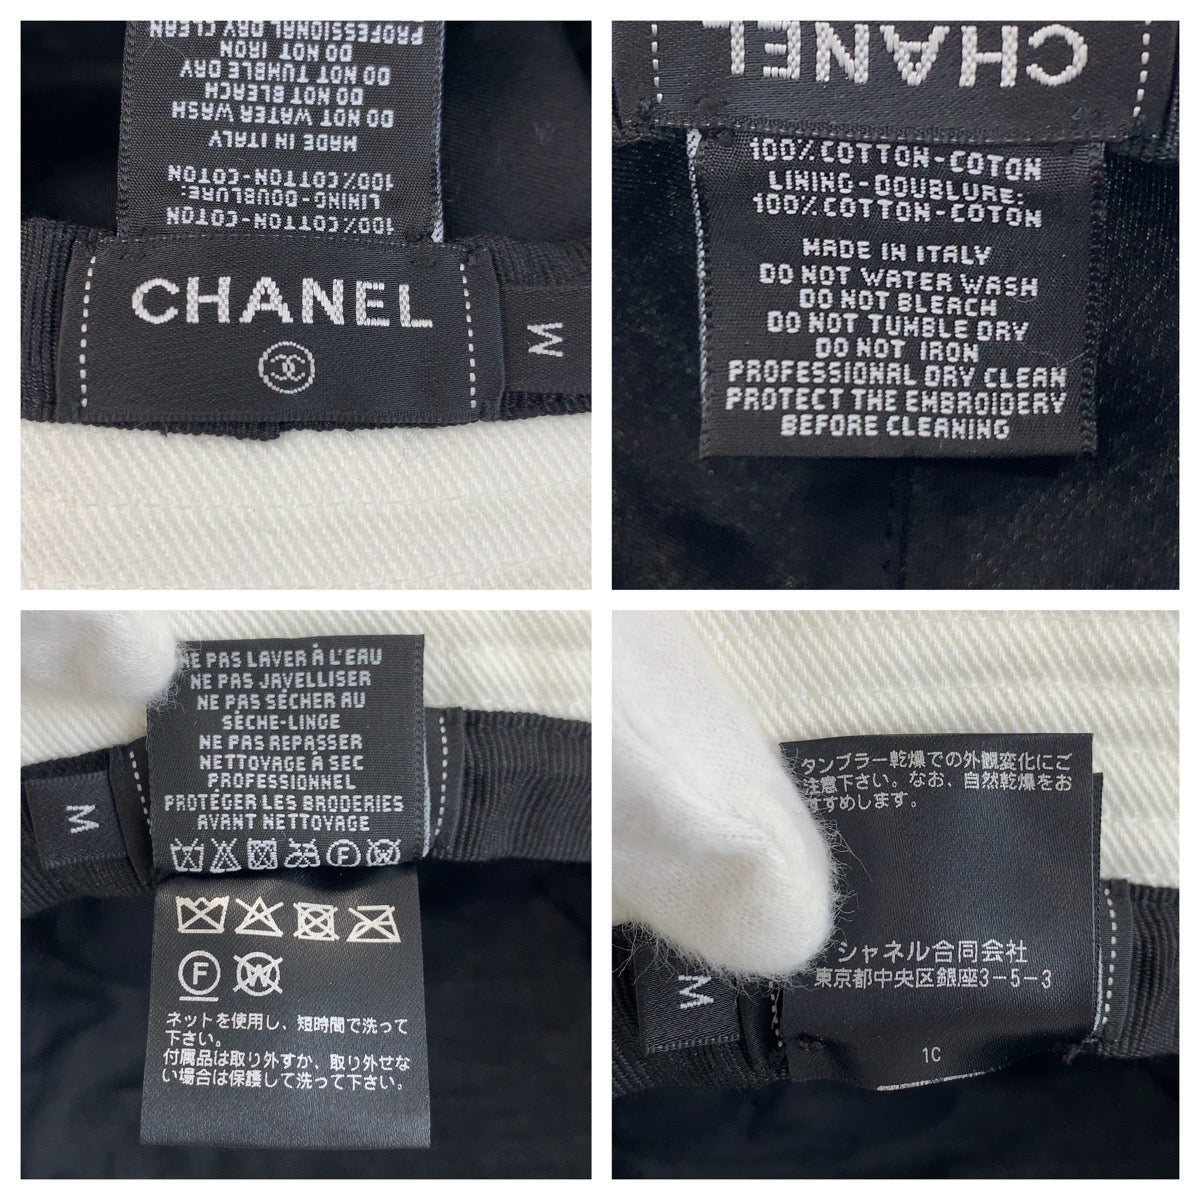 CHANEL
M
100% COTTON-COTON
LINING-DOUBLURE:
100% COTTON-COTON
MADE IN ITALY
DO NOT WATER WASH
DO NOT BLEACH
DO NOT TUMBLE DRY
DO NOT IRON
PROFESSIONAL DRY CLEAN
CHANEL
100% COTTON-COTON
LINING-DOUBLURE:
100% COTTON-COTON
MADE IN ITALY
DO NOT WATER WASH
DO NOT BLEACH
DO NOT TUMBLE DRY
DO NOT IRON
PROFESSIONAL DRY CLEAN
PROTECT THE EMBROIDERY
BEFORE CLEANING
NE PAS LAVER À L'EAU
NE PAS JAVELLISER
NE PAS SÉCHER AU
SÈCHE-LINGE
NE PAS REPASSER
NETTOYAGE À SEC
PROFESSIONNEL
PROTÉGER LES BRODERIES
AVANT NETTOYAGE
M
F W
F W
ネットを使用し、短時間で洗って
下さい。
付属品は取り外すか、取り外せな
い場合は保護して洗って下さい。
タンブラー乾燥での外観変化にご
注意下さい。なお、自然乾燥をお
すすめします。
シャネル合同会社
東京都中央区銀座3-5-3
M
1C